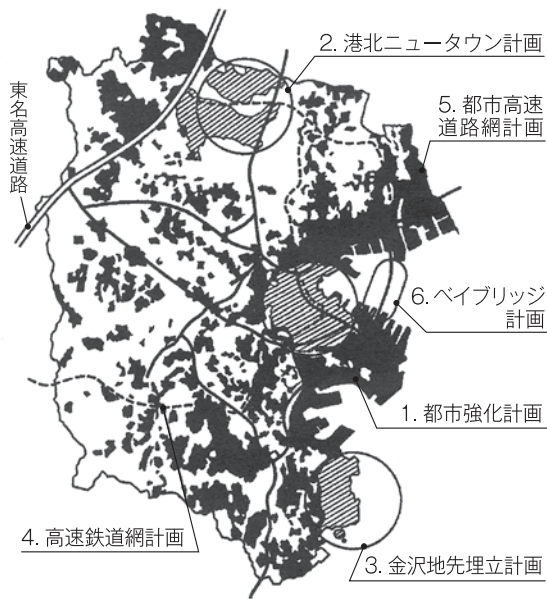 2. 港北ニュータウン計画
東名高速道路
5. 都市高速
道路網計画
6. ベイブリッジ
計画
1. 都市強化計画
4. 高速鉄道網計画
3. 金沢地先埋立計画